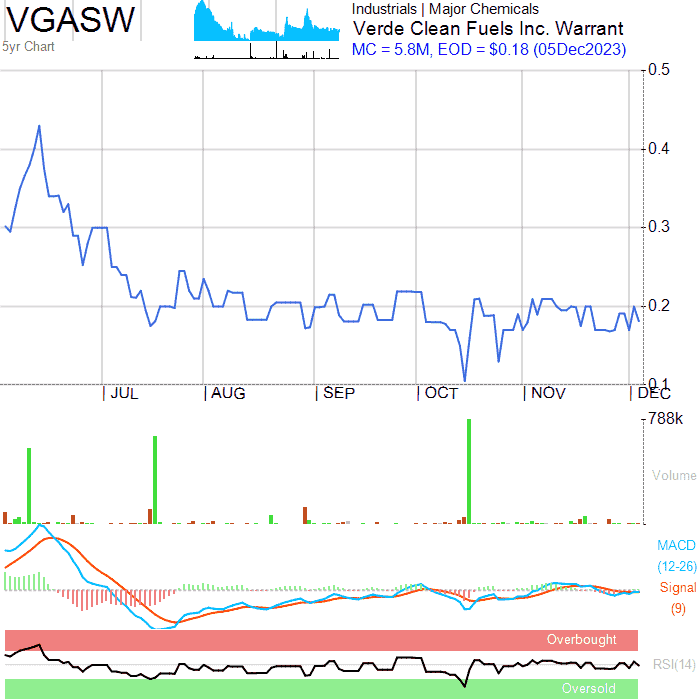 VGASW
5yr Chart
Industrials | Major Chemicals
Verde Clean Fuels Inc. Warrant
MC = 5.8M, EOD = $0.18 (05Dec2023)
0.5
0.4
0.3
0.2
0.1
JUL
AUG
SEP
OCT
NOV
DEC
788k
Volume
MACD
(12-26)
Signal
(9)
Overbought
RSI(14)
Oversold